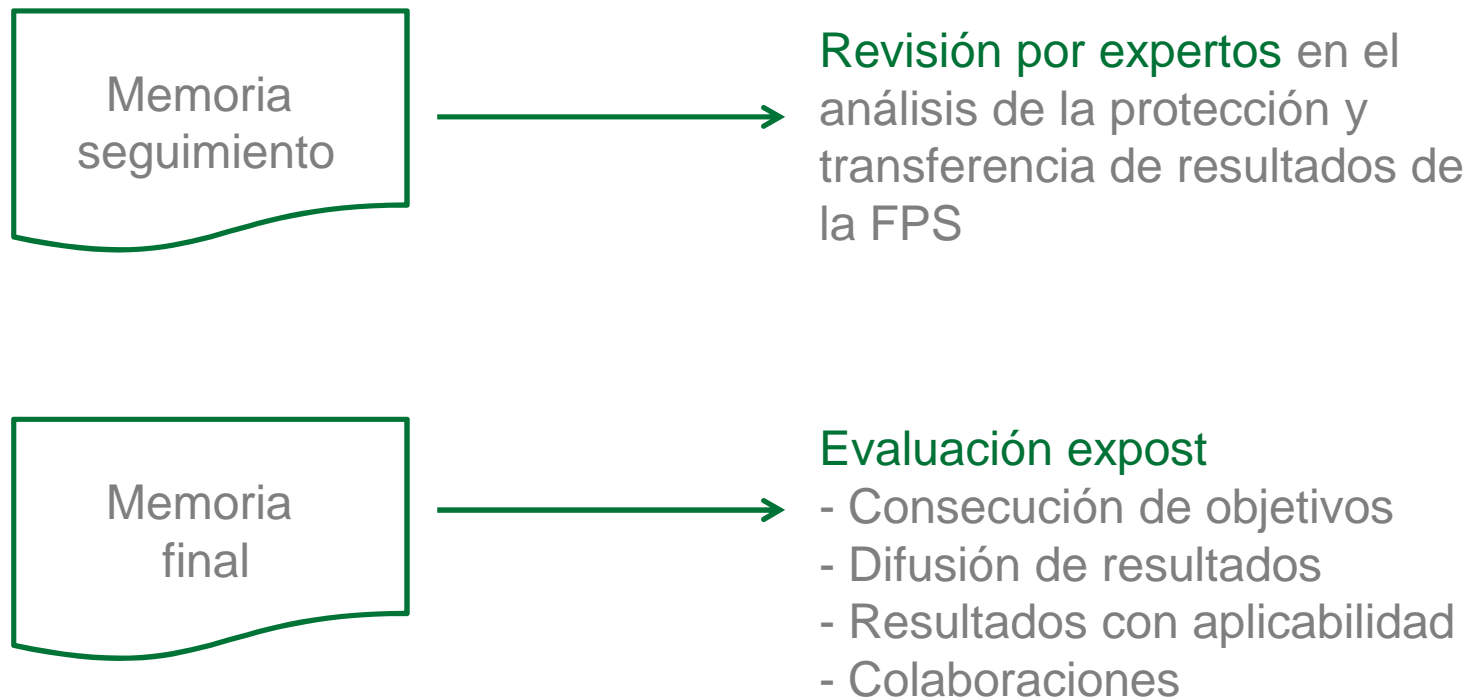 Memoria
seguimiento
Revisión por expertos en el
análisis de la protección y
transferencia de resultados de
la FPS
Memoria
final
Evaluación expost
- Consecución de objetivos
- Difusión de resultados
- Resultados con aplicabilidad
- Colaboraciones